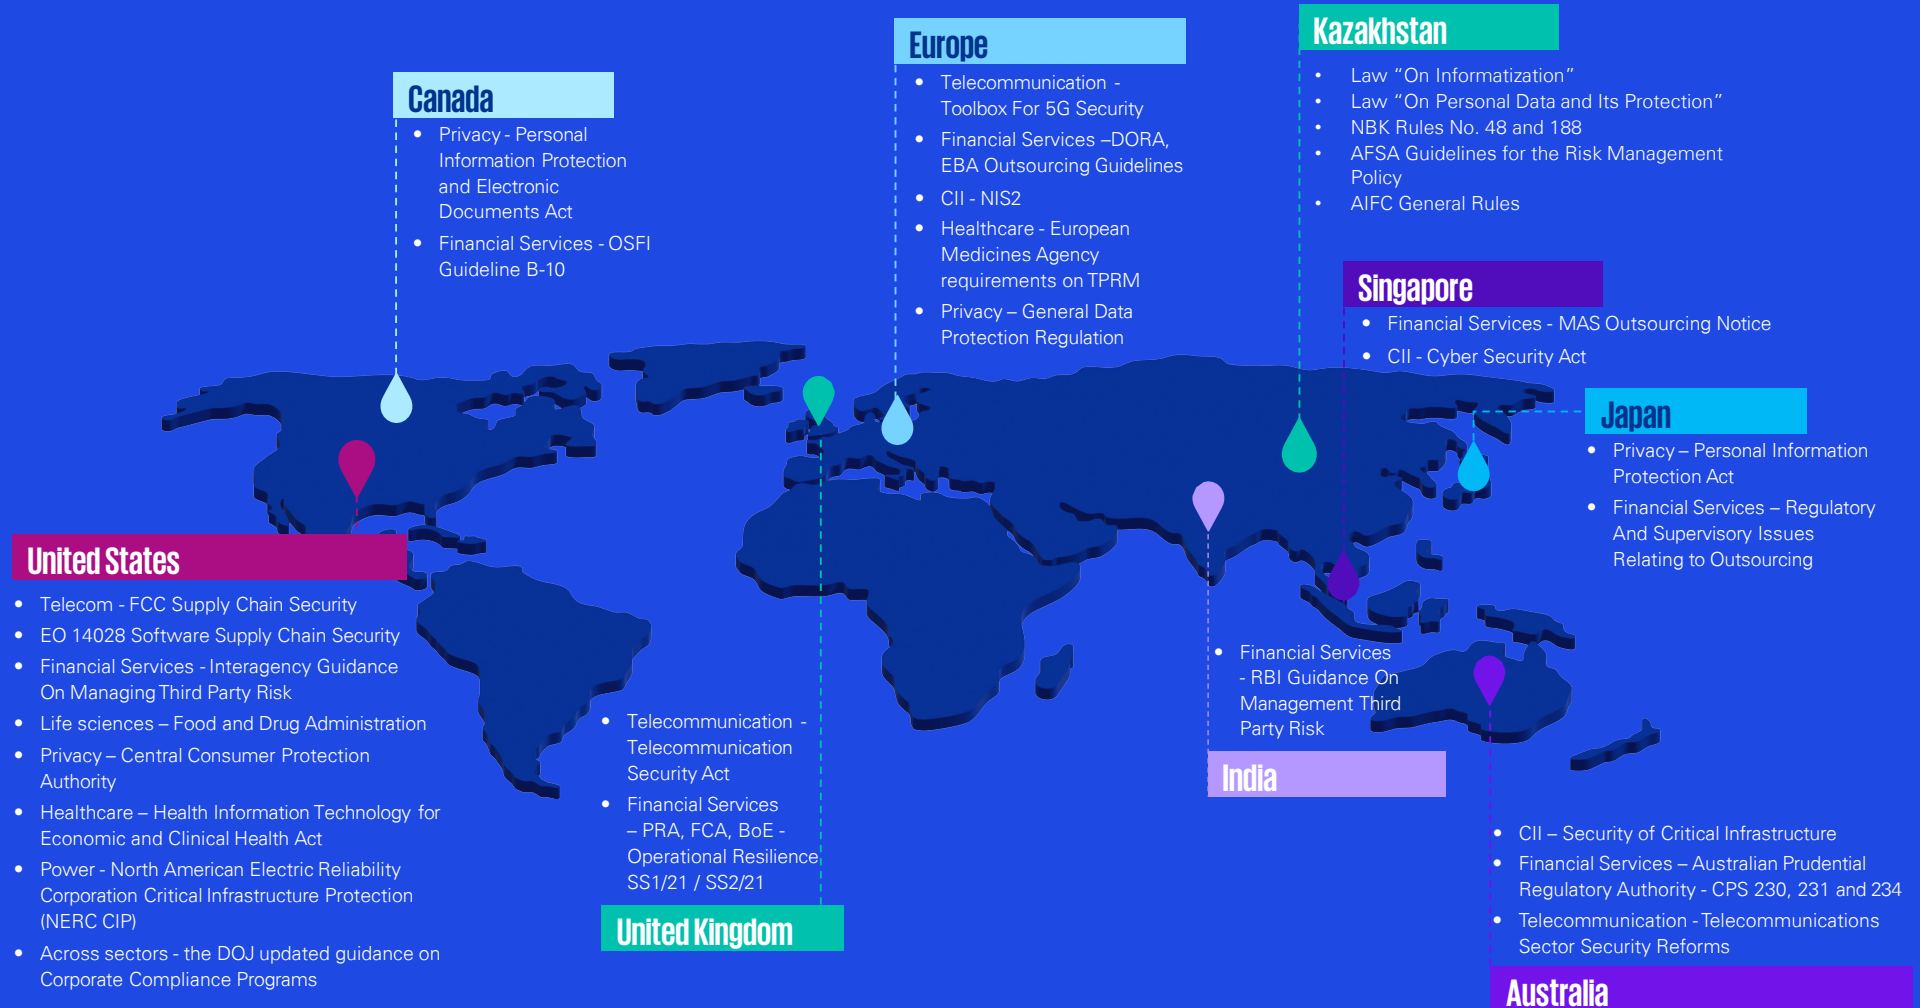 Canada
• Privacy - Personal
Information Protection
and Electronic
Documents Act
• Financial Services - OSFI
Guideline B-10
Europe
• Telecommunication -
Toolbox For 5G Security
• Financial Services –DORA,
EBA Outsourcing Guidelines
• CII - NIS2
• Healthcare - European
Medicines Agency
requirements on TPRM
• Privacy – General Data
Protection Regulation
Kazakhstan
• Law “On Informatization”
• Law “On Personal Data and Its Protection”
• NBK Rules No. 48 and 188
• AFSA Guidelines for the Risk Management
Policy
• AIFC General Rules
Singapore
• Financial Services - MAS Outsourcing Notice
• CII - Cyber Security Act
Japan
• Privacy – Personal Information
Protection Act
• Financial Services – Regulatory
And Supervisory Issues
Relating to Outsourcing
United States
• Telecom - FCC Supply Chain Security
• EO 14028 Software Supply Chain Security
• Financial Services - Interagency Guidance
On Managing Third Party Risk
• Life sciences – Food and Drug Administration
• Privacy – Central Consumer Protection
Authority
• Healthcare – Health Information Technology for
Economic and Clinical Health Act
• Power - North American Electric Reliability
Corporation Critical Infrastructure Protection
(NERC CIP)
• Across sectors - the DOJ updated guidance on
Corporate Compliance Programs
• Telecommunication -
Telecommunication
Security Act
• Financial Services
– PRA, FCA, BoE -
Operational Resilience
SS1/21 / SS2/21
United Kingdom
• Financial Services
- RBI Guidance On
Management Third
Party Risk
India
• CII – Security of Critical Infrastructure
• Financial Services – Australian Prudential
Regulatory Authority - CPS 230, 231 and 234
• Telecommunication - Telecommunications
Sector Security Reforms
Australia